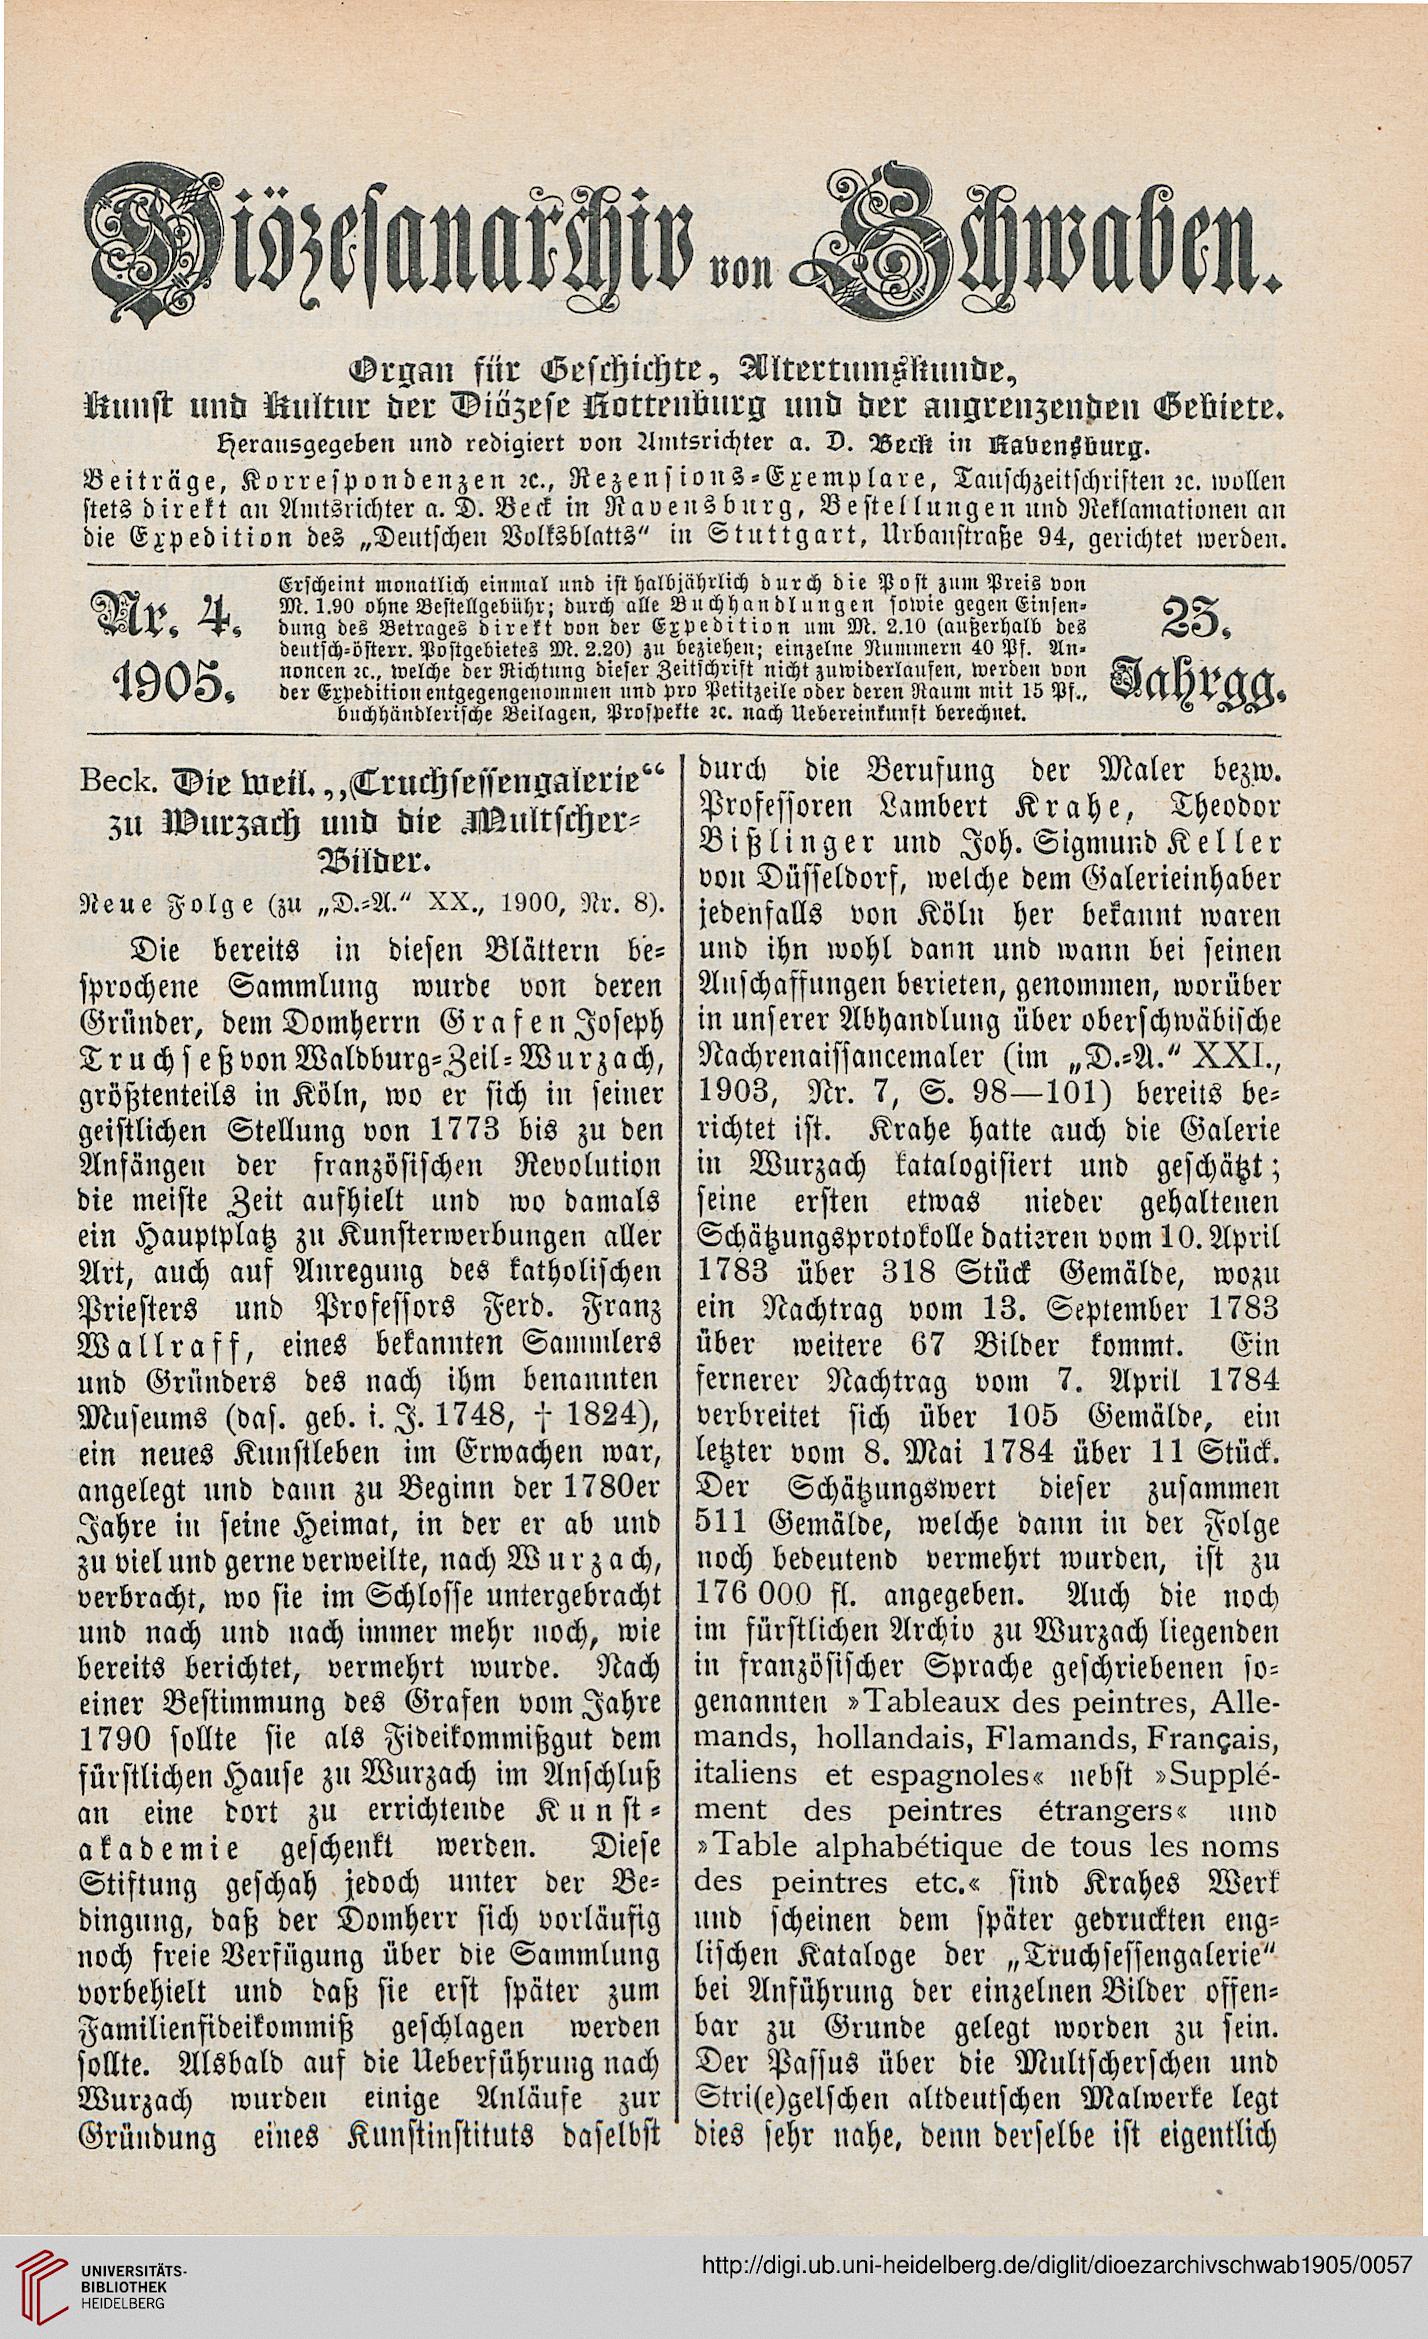 Diözesanarchiv von Schwaben.
Organ für Geschichte, Altertumskunde,
Kunst und Kultur der Diözese Rottenburg und der angrenzenden Gebiete.
Herausgegeben und redigiert von Amtsrichter a. D. Beck in Ravensburg.
Beiträge, Korrespondenzen ꝛc., Rezensions-Exemplare, Tauschzeitschriften ꝛc. wollen
stets direkt an Amtsrichter a. D. Beck in Ravensburg, Bestellungen und Reklamationen an
die Expedition des „Deutschen Volksblatts“ in Stuttgart, Urbanstraße 94, gerichtet werden.
Nr. 4.
1905.
Erscheint monatlich einmal und ist halbjährlich durch die Post zum Preis von
M. 1.90 ohne Bestellgebühr; durch alle Buchhandlungen sowie gegen Einsen-
dung des Betrages direkt von der Expedition um M. 2.10 (außerhalb des
deutsch-österr. Postgebietes M. 2.20) zu beziehen; einzelne Nummern 40 Pf. An-
noncen ꝛc., welche der Richtung dieser Zeitschrift nicht zuwiderlaufen, werden von
der Expedition entgegengenommen und pro Petitzeile oder deren Raum mit 15 Pf.,
buchhändlerische Beilagen, Prospekte ꝛc. nach Uebereinkunft berechnet.
23.
Jahrgg.
Beck. Die weil. „Truchsessengalerie“
zu Wurzach und die Multscher-
Bilder.
Neue Folge (zu „D.-A.“ XX., 1900, Nr. 8).
Die bereits in diesen Blättern be-
sprochene Sammlung wurde von deren
Gründer, dem Domherrn Grafen Joseph
Truchseß von Waldburg-Zeil-Wurzach,
größtenteils in Köln, wo er sich in seiner
geistlichen Stellung von 1773 bis zu den
Anfängen der französischen Revolution
die meiste Zeit aufhielt und wo damals
ein Hauptplatz zu Kunsterwerbungen aller
Art, auch auf Anregung des katholischen
Priesters und Professors Ferd. Franz
Wallraff, eines bekannten Sammlers
und Gründers des nach ihm benannten
Museums (das. geb. i. J. 1748, † 1824),
ein neues Kunstleben im Erwachen war,
angelegt und dann zu Beginn der 1780er
Jahre in seine Heimat, in der er ab und
zu viel und gerne verweilte, nach Wurzach,
verbracht, wo sie im Schlosse untergebracht
und nach und nach immer mehr noch, wie
bereits berichtet, vermehrt wurde. Nach
einer Bestimmung des Grafen vom Jahre
1790 sollte sie als Fideikommißgut dem
fürstlichen Hause zu Wurzach im Anschluß
an eine dort zu errichtende Kunst-
akademie geschenkt werden. Diese
Stiftung geschah jedoch unter der Be-
dingung, daß der Domherr sich vorläufig
noch freie Verfügung über die Sammlung
vorbehielt und daß sie erst später zum
Familienfideikommiß geschlagen werden
sollte. Alsbald auf die Ueberführung nach
Wurzach wurden einige Anläufe zur
Gründung eines Kunstinstituts daselbst
durch die Berufung der Maler bezw.
Professoren Lambert Krahe, Theodor
Bißlinger und Joh. Sigmund Keller
von Düsseldorf, welche dem Galerieinhaber
jedenfalls von Köln her bekannt waren
und ihn wohl dann und wann bei seinen
Anschaffungen berieten, genommen, worüber
in unserer Abhandlung über oberschwäbische
Nachrenaissancemaler (im „D.-A.“ XXI.,
1903, Nr. 7, S. 98—101) bereits be-
richtet ist. Krahe hatte auch die Galerie
in Wurzach katalogisiert und geschätzt;
seine ersten etwas nieder gehaltenen
Schätzungsprotokolle datieren vom 10. April
1783 über 318 Stück Gemälde, wozu
ein Nachtrag vom 13. September 1783
über weitere 67 Bilder kommt. Ein
fernerer Nachtrag vom 7. April 1784
verbreitet sich über 105 Gemälde, ein
letzter vom 8. Mai 1784 über 11 Stück.
Der Schätzungswert dieser zusammen
511 Gemälde, welche dann in der Folge
noch bedeutend vermehrt wurden, ist zu
176 000 fl. angegeben. Auch die noch
im fürstlichen Archiv zu Wurzach liegenden
in französischer Sprache geschriebenen so-
genannten »Tableaux des peintres, Alle-
mands, hollandais, Flamands, Français,
italiens et espagnoles« nebst »Supplé-
ment des peintres étrangers« und
»Table alphabétique de tous les noms
des peintres etc.« sind Krahes Werk
und scheinen dem später gedruckten eng-
lischen Kataloge der „Truchsessengalerie“
bei Anführung der einzelnen Bilder offen-
bar zu Grunde gelegt worden zu sein.
Der Passus über die Multscherschen und
Stri(e)gelschen altdeutschen Malwerke legt
dies sehr nahe, denn derselbe ist eigentlich
UNIVERSITÄTS-
BIBLIOTHEK
HEIDELBERG
http://digi.ub.uni-heidelberg.de/diglit/dioezarchivschwab1905/0057